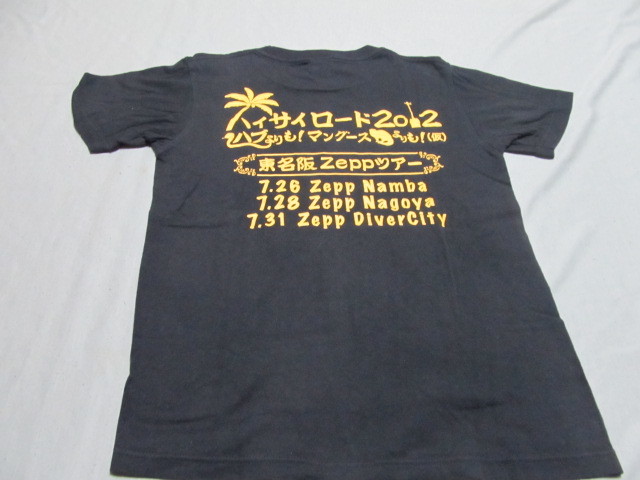 ハイサイロード2012
ハブよりも!マングースよりも!(仮)
東名阪Zeppツアー
7.26 Zepp Namba
7.28 Zepp Nagoya
7.31 Zepp DiverCity